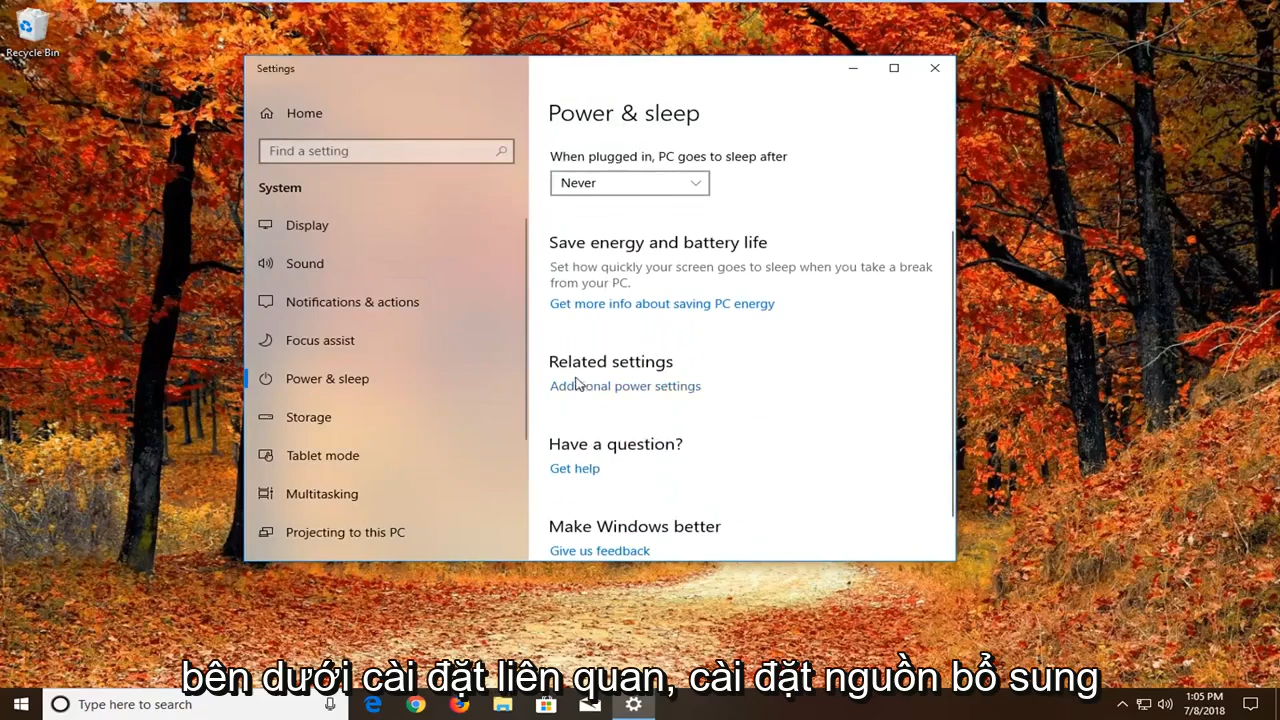 Recycle Bin
Settings
Home
Find a setting
System
Display
Sound
Notifications & actions
Focus assist
Power & sleep
Storage
Tablet mode
Multitasking
Projecting to this PC
Power & sleep
When plugged in, PC goes to sleep after
Never
Save energy and battery life
Set how quickly your screen goes to sleep when you take a break
from your PC.
Get more info about saving PC energy
Related settings
Additional power settings
Have a question?
Get help
Make Windows better
Give us feedback
bên dưới cài đặt liên quan, cài đặt nguồn bổ sung
Type here to search
1:05 PM
7/8/2018